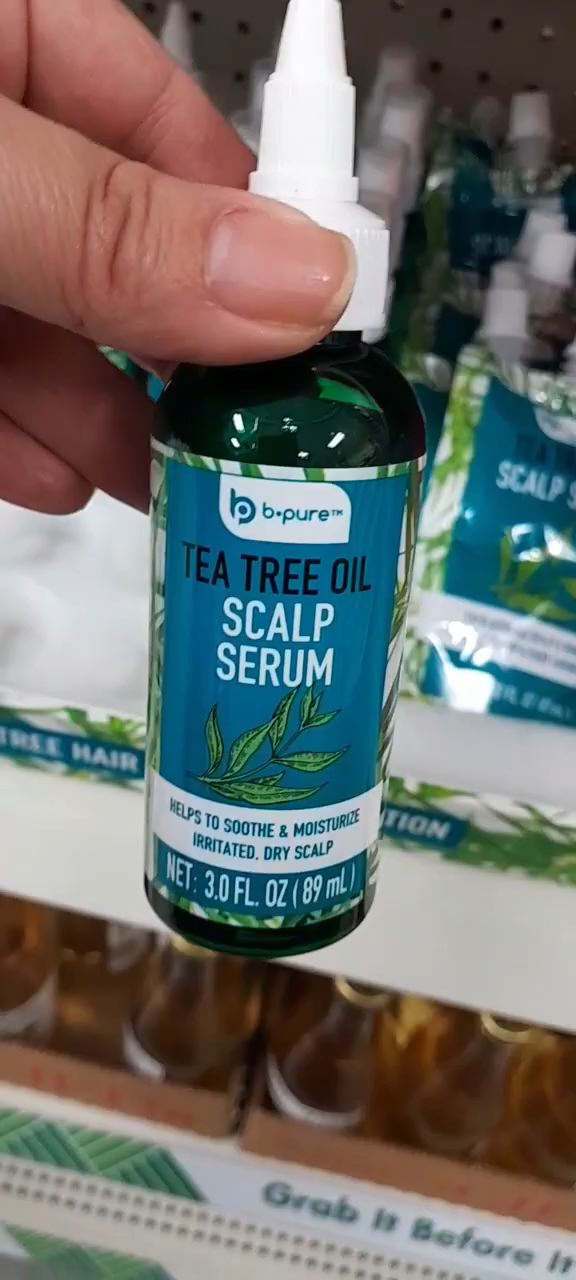 b•pure™
TEA TREE OIL
SCALP
SERUM
HELPS TO SOOTHE & MOISTURIZE
IRRITATED, DRY SCALP
NET: 3.0 FL. OZ (89 mL)
SCALP
TREE HAIR
TION
Grab It Before It